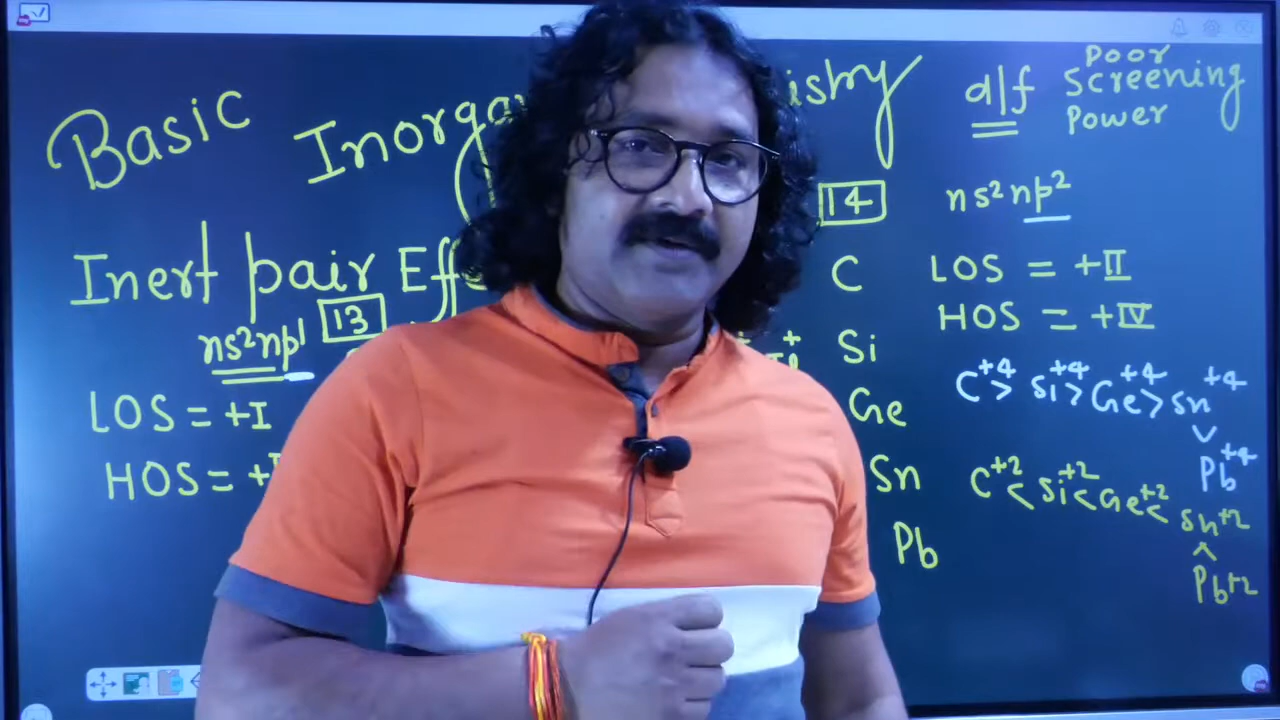 Basic Inorga istry
Inert pair Eff
13
ns²np¹
LOS = +I
HOS = +I
14
C
Si
Ge
Sn
Pb
d/f Poor
Screening
Power
ns²np²
LOS = +II
HOS = +IV
C⁺⁴ > Si⁺⁴ > Ge⁺⁴ > Sn⁺⁴
>
Pb⁺⁴
C⁺² < Si⁺² < Ge⁺² < Sn⁺²
<
Pb⁺²